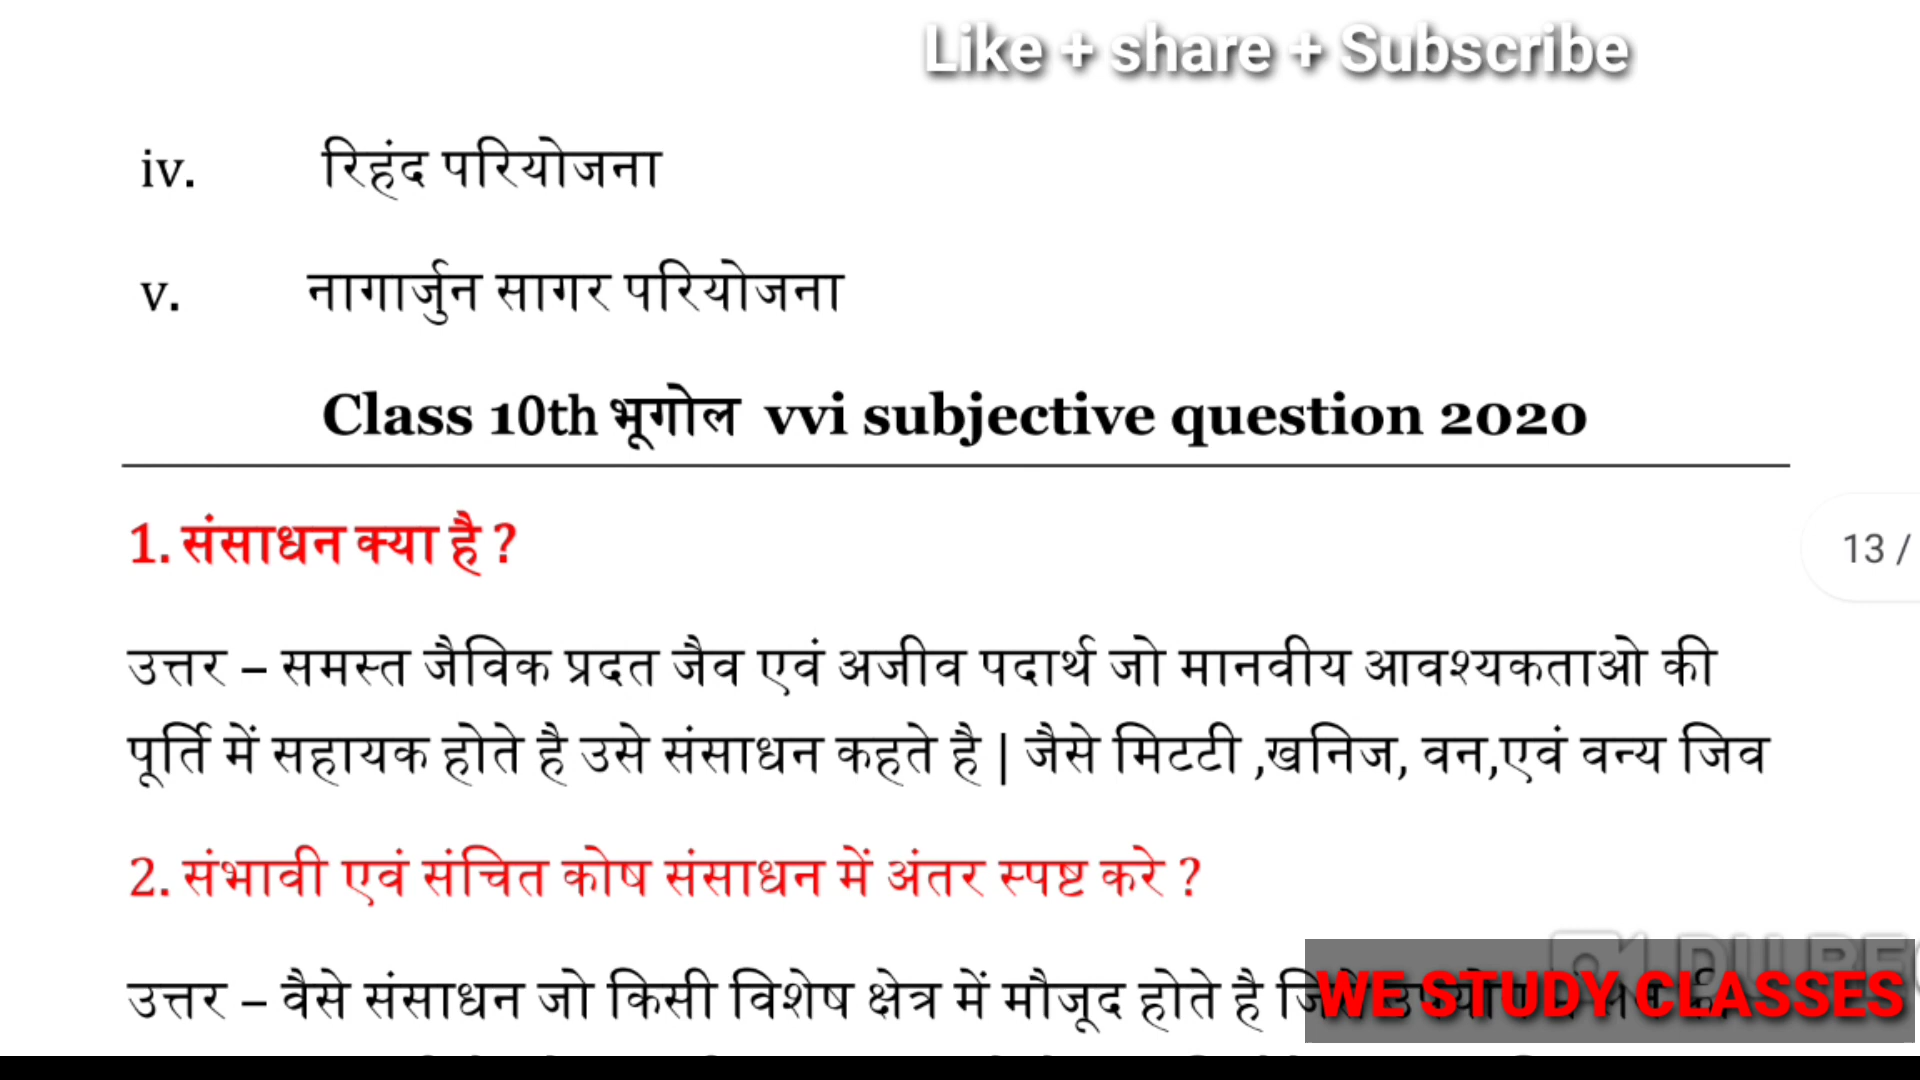 Like + share + Subscribe
iv. रिहंद परियोजना
v. नागार्जुन सागर परियोजना
Class 10th भूगोल vvi subjective question 2020
1. संसाधन क्या है ?
13 /
उत्तर – समस्त जैविक प्रदत जैव एवं अजीव पदार्थ जो मानवीय आवश्यकताओ की
पूर्ति में सहायक होते है उसे संसाधन कहते है | जैसे मिटटी ,खनिज, वन,एवं वन्य जिव
2. संभावी एवं संचित कोष संसाधन में अंतर स्पष्ट करे ?
उत्तर – वैसे संसाधन जो किसी विशेष क्षेत्र में मौजूद होते है
WE STUDY CLASSES